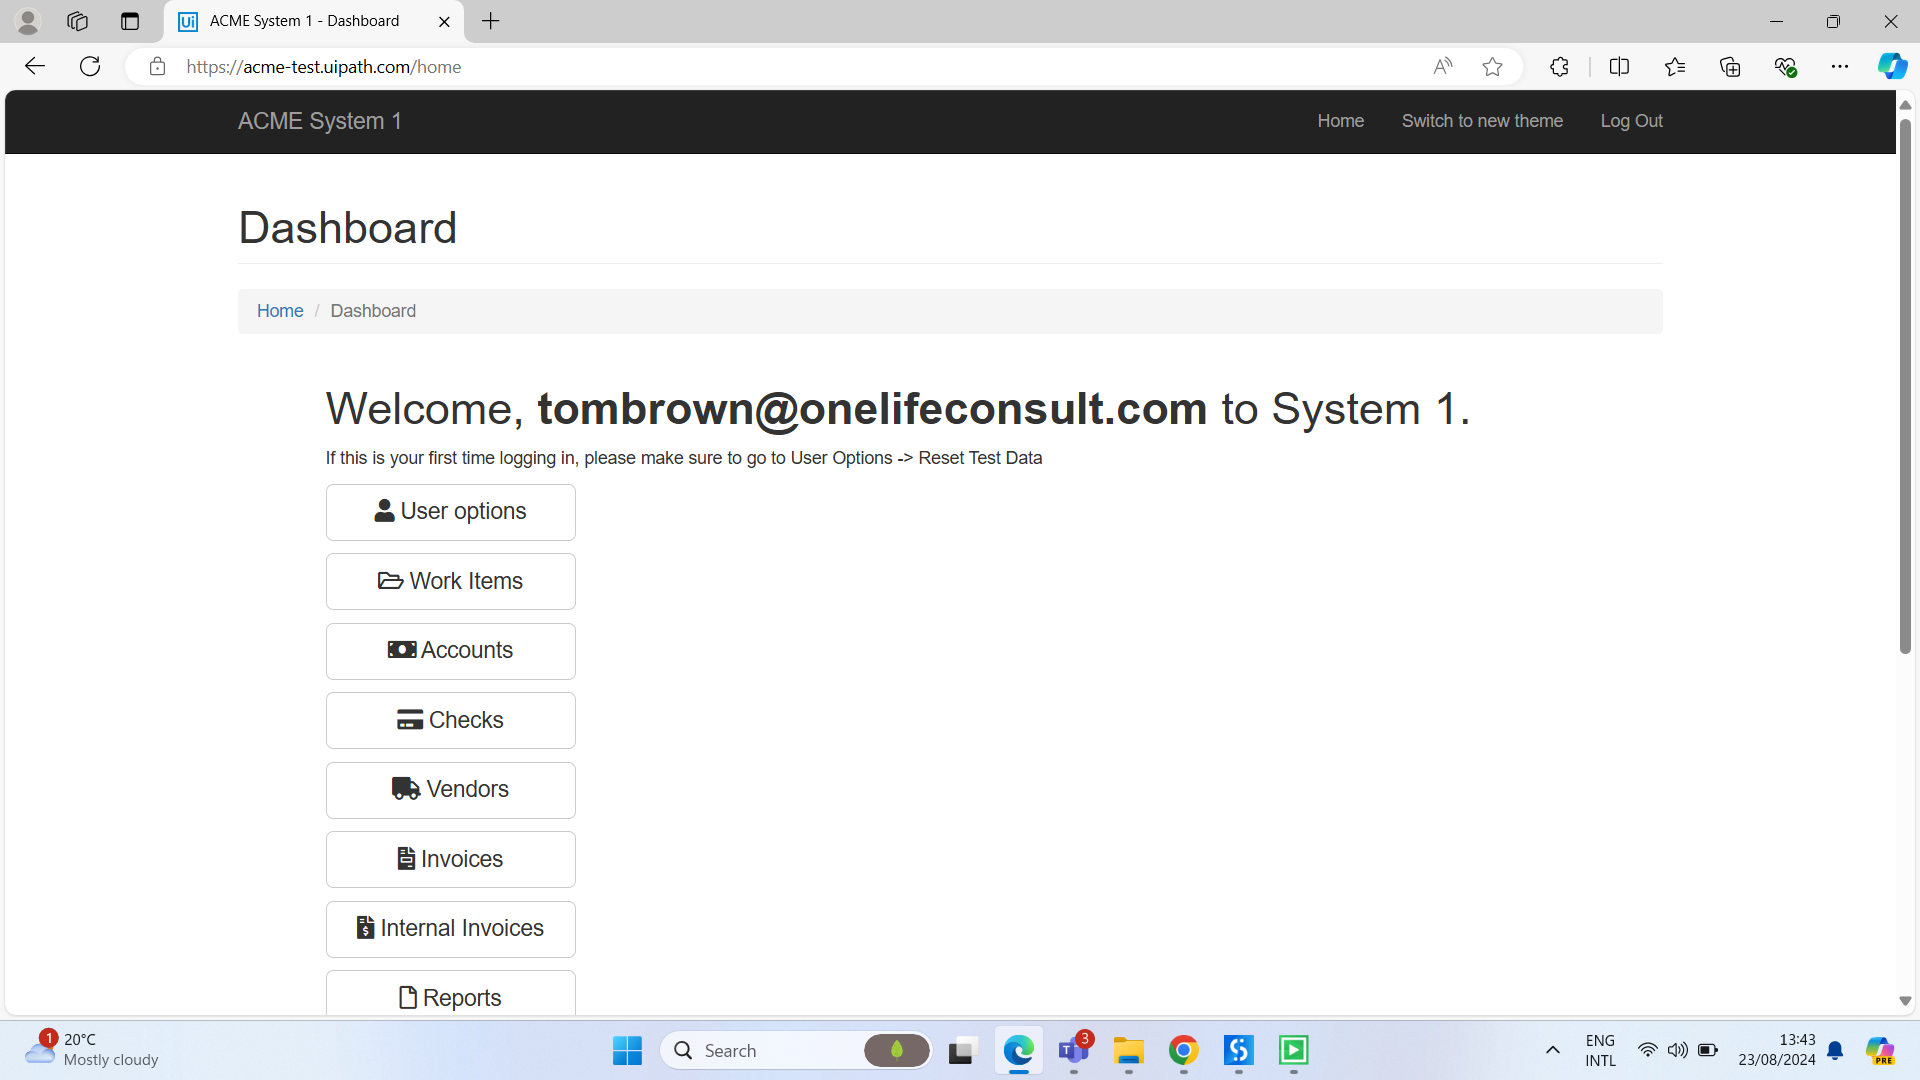 Ui ACME System 1 - Dashboard
https://acme-test.uipath.com/home
ACME System 1 Home Switch to new theme Log Out
Dashboard
Home / Dashboard
Welcome, tombrown@onelifeconsult.com to System 1.
If this is your first time logging in, please make sure to go to User Options -> Reset Test Data
User options
Work Items
Accounts
Checks
Vendors
Invoices
Internal Invoices
Reports
1 20°C
Mostly cloudy
Search
3
ENG
INTL
13:43
23/08/2024
PRE